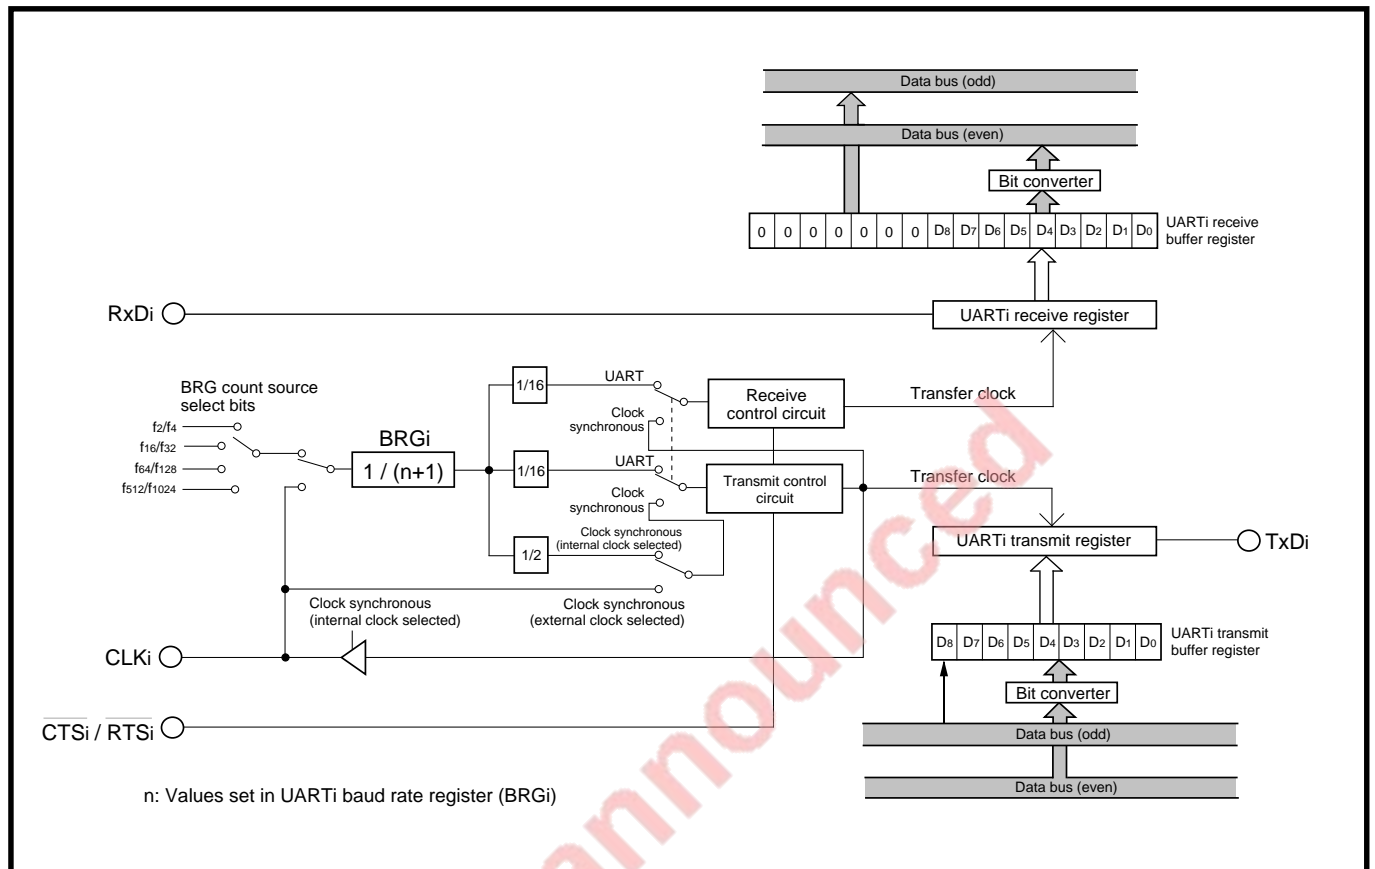 Data bus (odd)
Data bus (even)
Bit converter
0 0 0 0 0 0 0 D8 D7 D6 D5 D4 D3 D2 D1 D0
UARTi receive
buffer register
RxDi
UARTi receive register
BRG count source
select bits
f2/f4
f16/f32
f64/f128
f512/f1024
BRGi
1 / (n+1)
1/16
UART
Clock
synchronous
Receive
control circuit
Transfer clock
1/16
UART
Clock
synchronous
Transmit control
circuit
Transfer clock
1/2
Clock synchronous
(internal clock selected)
Clock synchronous
(external clock selected)
UARTi transmit register
TxDi
Clock synchronous
(internal clock selected)
CLKi
D8 D7 D6 D5 D4 D3 D2 D1 D0
UARTi transmit
buffer register
Bit converter
CTSi / RTSi
Data bus (odd)
Data bus (even)
n: Values set in UARTi baud rate register (BRGi)
announced